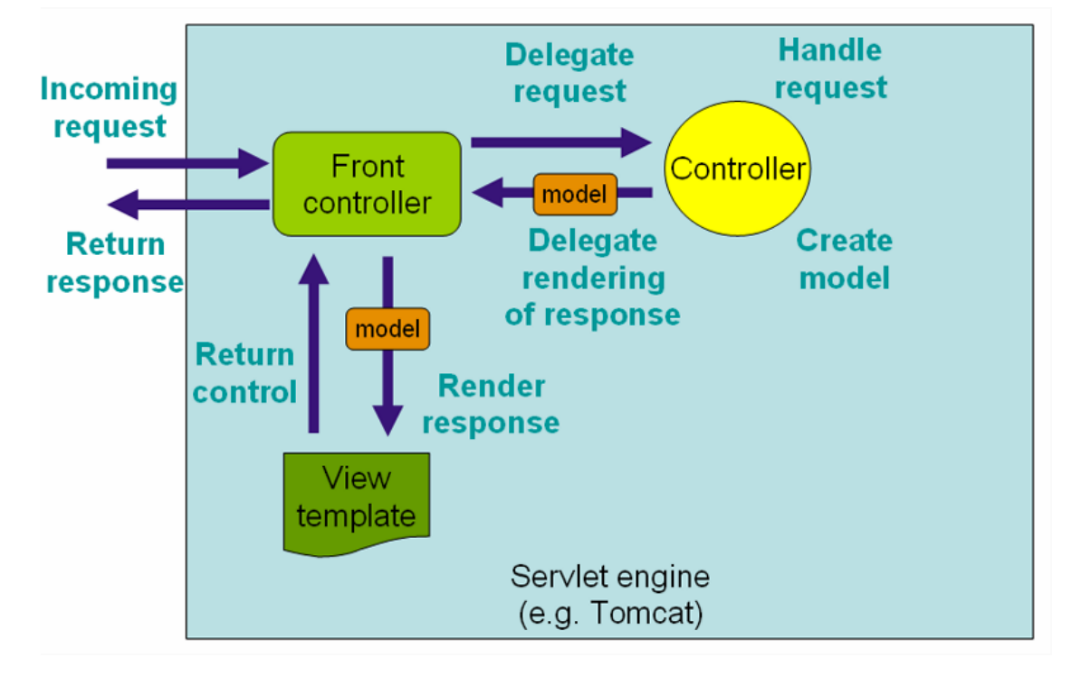 Incoming
request
Return
response
Front
controller
Delegate
request
Handle
request
Controller
model
Delegate
rendering
of response
Create
model
Return
control
model
Render
response
View
template
Servlet engine
(e.g. Tomcat)